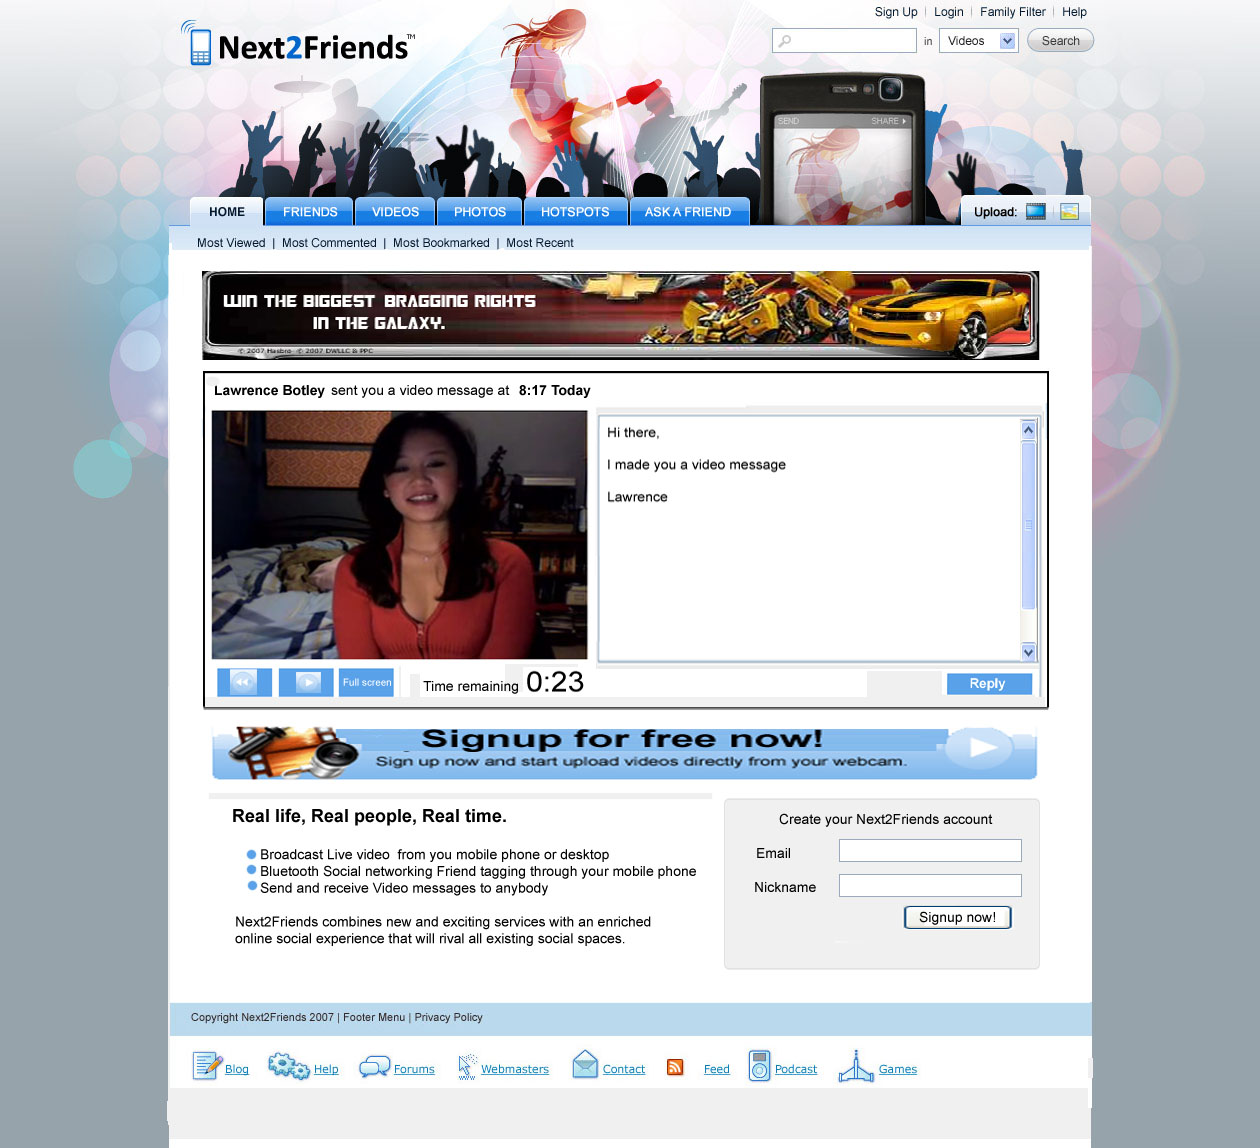 Sign Up | Login | Family Filter | Help
Next2Friends™
in Videos Search
SEND SHARE
HOME FRIENDS VIDEOS PHOTOS HOTSPOTS ASK A FRIEND Upload:
Most Viewed | Most Commented | Most Bookmarked | Most Recent
WIN THE BIGGEST BRAGGING RIGHTS
IN THE GALAXY.
© 2007 Hasbro © 2007 DWLLC & PPC
Lawrence Botley sent you a video message at 8:17 Today
Hi there,
I made you a video message
Lawrence
Full screen Time remaining 0:23 Reply
Signup for free now!
Sign up now and start upload videos directly from your webcam.
Real life, Real people, Real time.
Broadcast Live video from you mobile phone or desktop
Bluetooth Social networking Friend tagging through your mobile phone
Send and receive Video messages to anybody
Next2Friends combines new and exciting services with an enriched
online social experience that will rival all existing social spaces.
Create your Next2Friends account
Email
Nickname
Signup now!
Copyright Next2Friends 2007 | Footer Menu | Privacy Policy
Blog Help Forums Webmasters Contact Feed Podcast Games